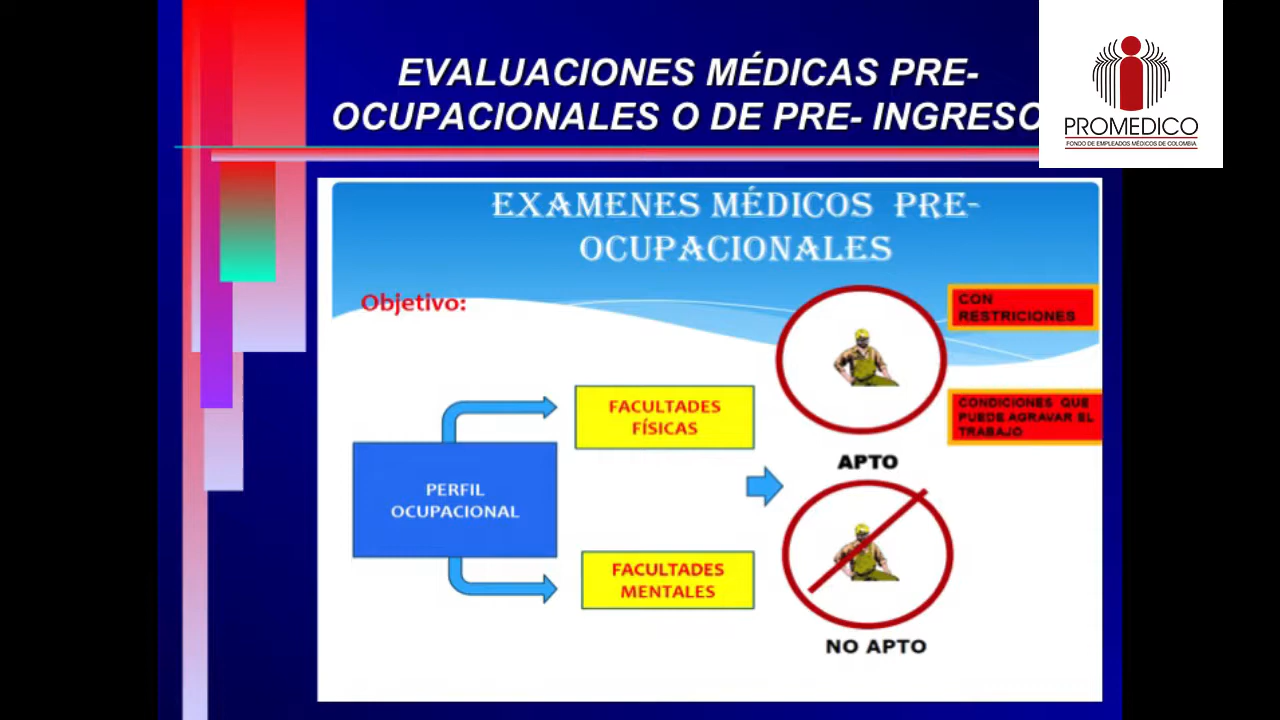 EVALUACIONES MÉDICAS PRE-
OCUPACIONALES O DE PRE- INGRESO
PROMEDICO
FONDO DE EMPLEADOS MÉDICOS DE COLOMBIA
EXAMENES MÉDICOS PRE-
OCUPACIONALES
Objetivo:
CON
RESTRICIONES
FACULTADES
FÍSICAS
CONDICIONES QUE
PUEDE AGRAVAR EL
TRABAJO
APTO
PERFIL
OCUPACIONAL
FACULTADES
MENTALES
NO APTO